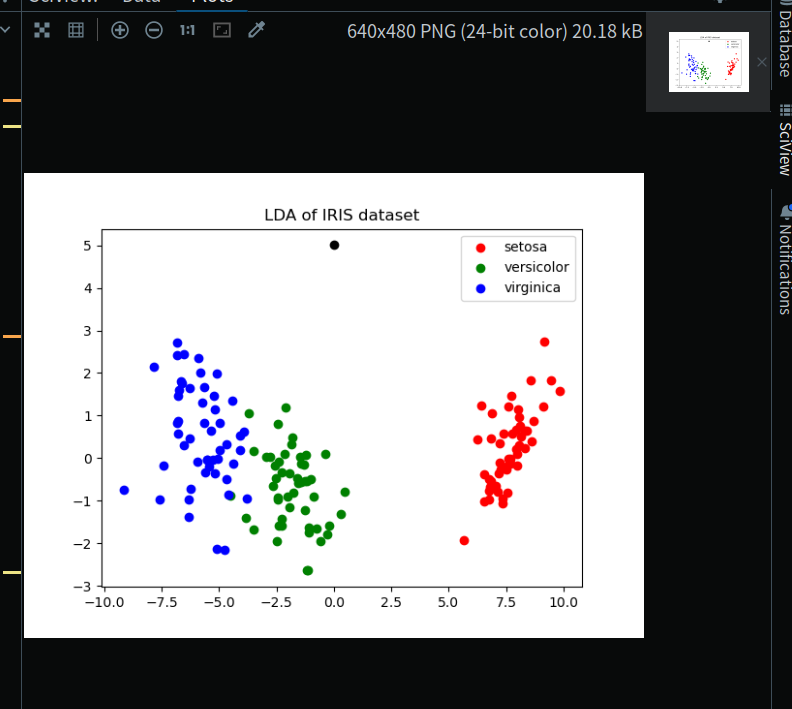 Data
1:1
640x480 PNG (24-bit color) 20.18 kB
Database
SciView
Notifications
LDA of IRIS dataset
setosa
versicolor
virginica
5
4
3
2
1
0
−1
−2
−3
−10.0 −7.5 −5.0 −2.5 0.0 2.5 5.0 7.5 10.0